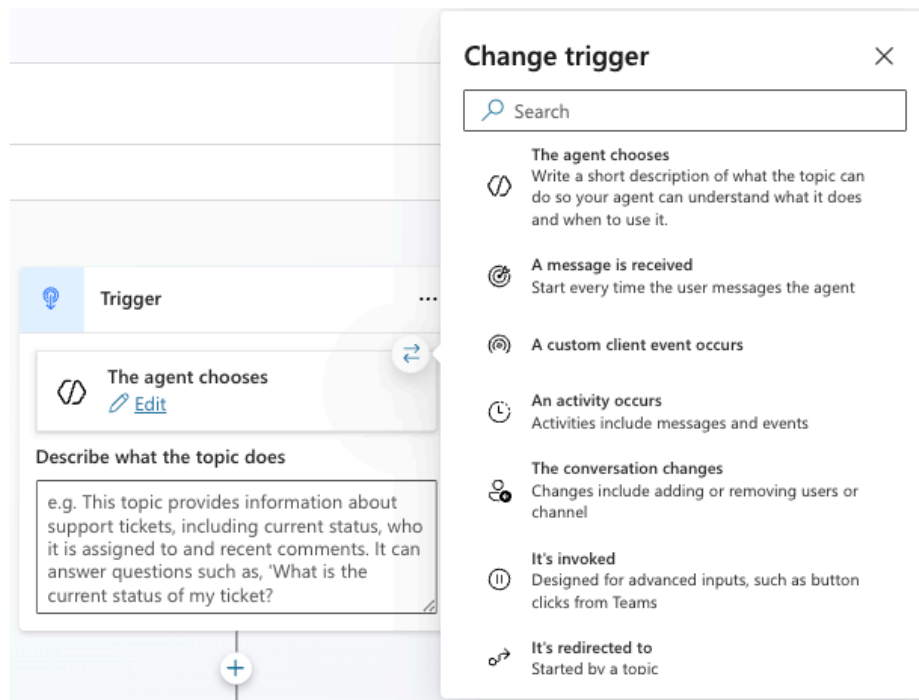 Change trigger
Search
The agent chooses
Write a short description of what the topic can
do so your agent can understand what it does
and when to use it.
A message is received
Start every time the user messages the agent
A custom client event occurs
An activity occurs
Activities include messages and events
The conversation changes
Changes include adding or removing users or
channel
It's invoked
Designed for advanced inputs, such as button
clicks from Teams
It's redirected to
Started by a topic
Trigger
The agent chooses
Edit
Describe what the topic does
e.g. This topic provides information about
support tickets, including current status, who
it is assigned to and recent comments. It can
answer questions such as, 'What is the
current status of my ticket?